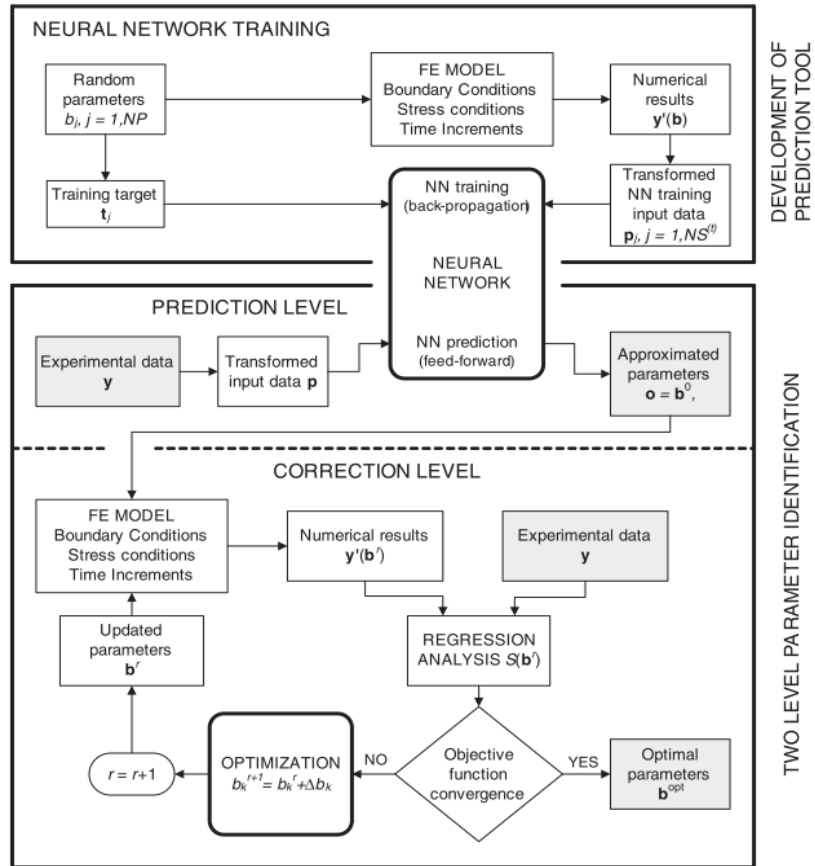 NEURAL NETWORK TRAINING
Random
parameters
b_j, j = 1,NP
FE MODEL
Boundary Conditions
Stress conditions
Time Increments
Numerical
results
y'(b)
Training target
t_j
NN training
(back-propagation)
Transformed
NN training
input data
p_j, j = 1,NS^(t)
NEURAL
NETWORK
DEVELOPMENT OF
PREDICTION TOOL
PREDICTION LEVEL
Experimental data
y
Transformed
input data p
NN prediction
(feed-forward)
Approximated
parameters
o = b^0,
CORRECTION LEVEL
FE MODEL
Boundary Conditions
Stress conditions
Time Increments
Numerical results
y'(b^r)
Experimental data
y
Updated
parameters
b^r
REGRESSION
ANALYSIS S(b^r)
r = r+1
OPTIMIZATION
b_k^r+1 = b_k^r+Δb_k
NO
Objective
function
convergence
YES
Optimal
parameters
b^opt
TWO LEVEL PARAMETER IDENTIFICATION